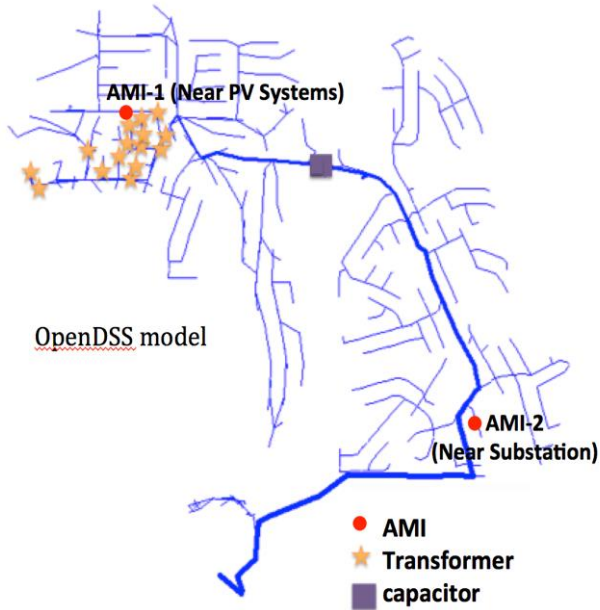 AMI-1 (Near PV Systems)
OpenDSS model
AMI-2
(Near Substation)
AMI
Transformer
capacitor